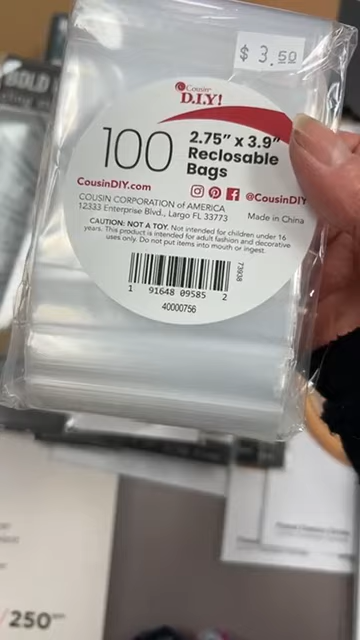 $ 3.50
Cousin
D.I.Y!
100
2.75" x 3.9"
Reclosable
Bags
CousinDIY.com
@CousinDIY
COUSIN CORPORATION of AMERICA
12333 Enterprise Blvd., Largo FL 33773
Made in China
CAUTION: NOT A TOY. Not intended for children under 16
years. This product is intended for adult fashion and decorative
uses only. Do not put items into mouth or ingest.
73938
1 91648 09585 2
40000756
BOLD
/250